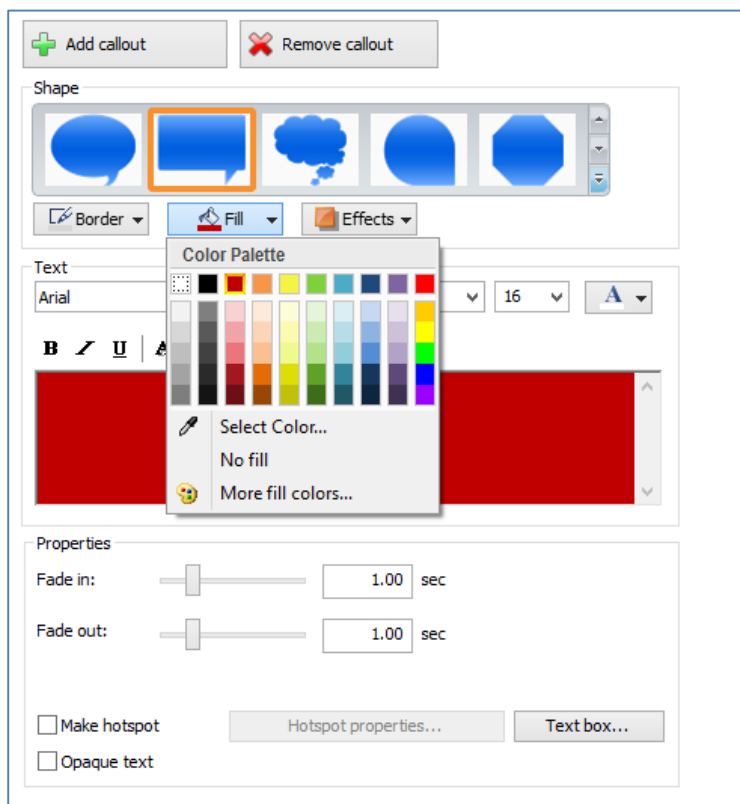 Add callout Remove callout
Shape
Border Fill Effects
Color Palette
Text
Arial 16 A
B I U A
Select Color...
No fill
More fill colors...
Properties
Fade in: 1.00 sec
Fade out: 1.00 sec
Make hotspot Hotspot properties... Text box...
Opaque text